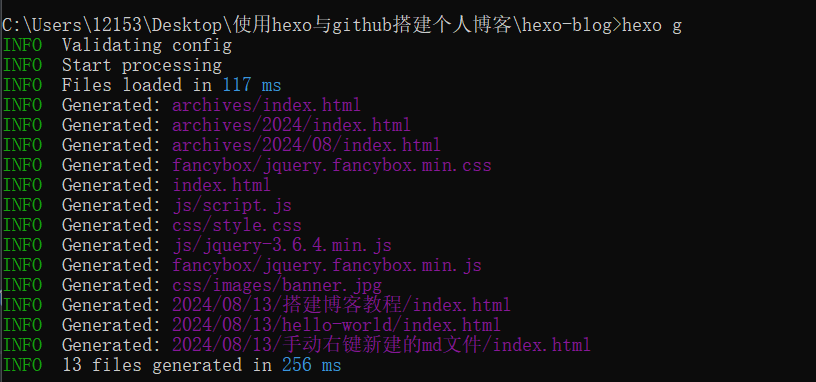 C:\Users\12153\Desktop\使用hexo与github搭建个人博客\hexo-blog>hexo g
INFO  Validating config
INFO  Start processing
INFO  Files loaded in 117 ms
INFO  Generated: archives/index.html
INFO  Generated: archives/2024/index.html
INFO  Generated: archives/2024/08/index.html
INFO  Generated: fancybox/jquery.fancybox.min.css
INFO  Generated: index.html
INFO  Generated: js/script.js
INFO  Generated: css/style.css
INFO  Generated: js/jquery-3.6.4.min.js
INFO  Generated: fancybox/jquery.fancybox.min.js
INFO  Generated: css/images/banner.jpg
INFO  Generated: 2024/08/13/搭建博客教程/index.html
INFO  Generated: 2024/08/13/hello-world/index.html
INFO  Generated: 2024/08/13/手动右键新建的md文件/index.html
INFO  13 files generated in 256 ms